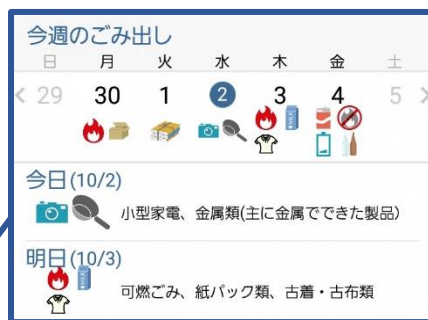 今週のごみ出し
日 月 火 水 木 金 土
< 29 30 1 2 3 4 5 >
今日(10/2)
小型家電、金属類(主に金属でできた製品)
明日(10/3)
可燃ごみ、紙パック類、古着・古布類